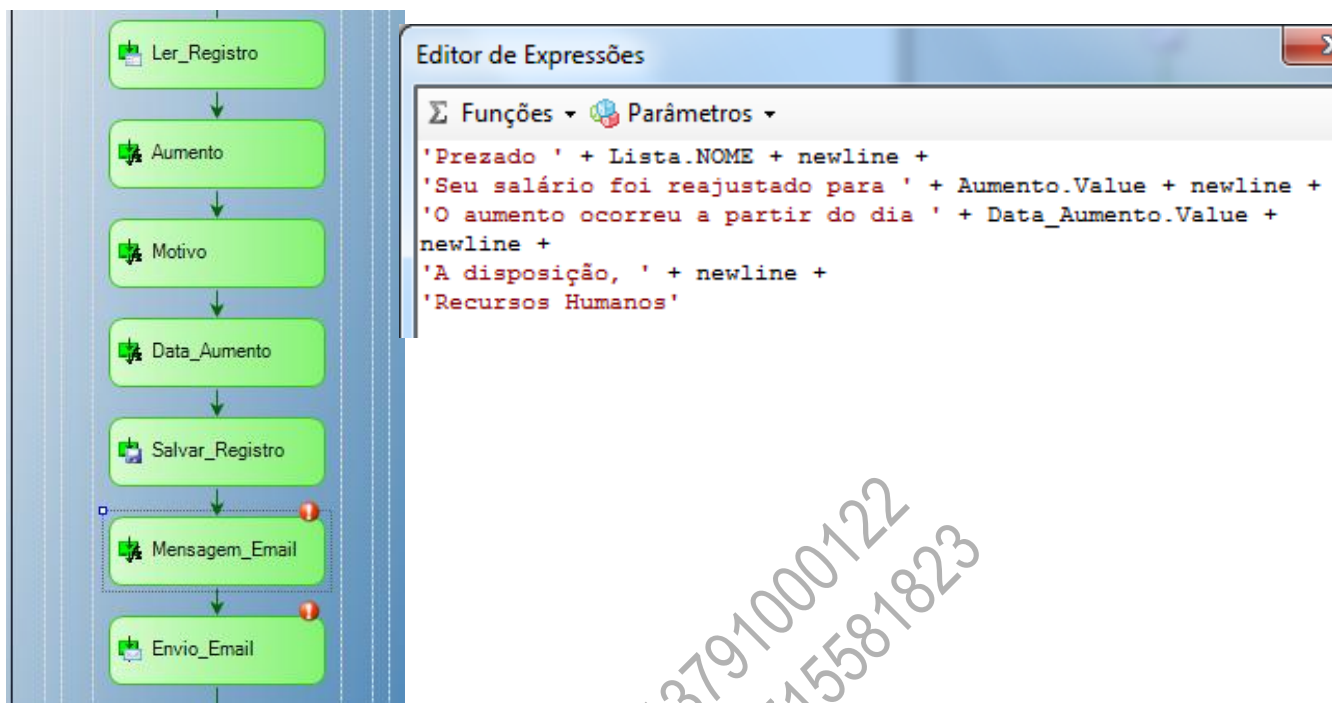 Ler_Registro
Aumento
Motivo
Data_Aumento
Salvar_Registro
Mensagem_Email
Envio_Email
Editor de Expressões
Σ Funções Parâmetros
'Prezado ' + Lista.NOME + newline +
'Seu salário foi reajustado para ' + Aumento.Value + newline +
'O aumento ocorreu a partir do dia ' + Data_Aumento.Value +
newline +
'A disposição, ' + newline +
'Recursos Humanos'